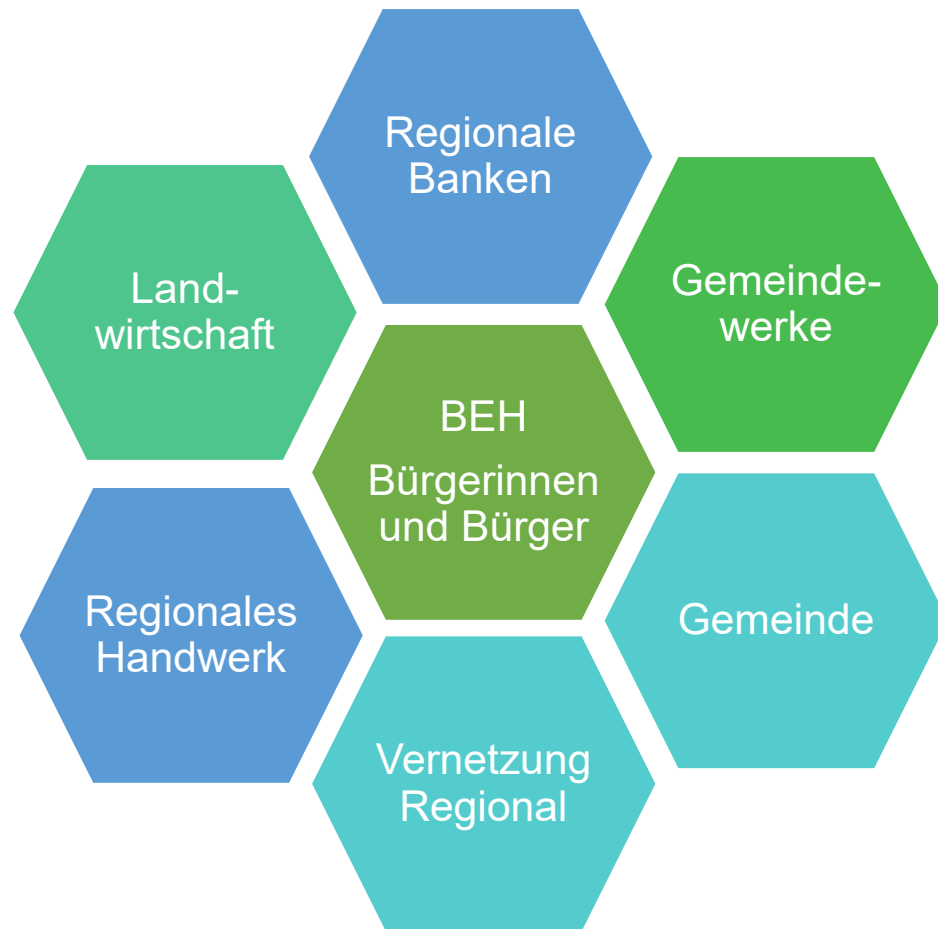 Regionale
Banken
Land-
wirtschaft
Gemeinde-
werke
BEH
Bürgerinnen
und Bürger
Regionales
Handwerk
Gemeinde
Vernetzung
Regional